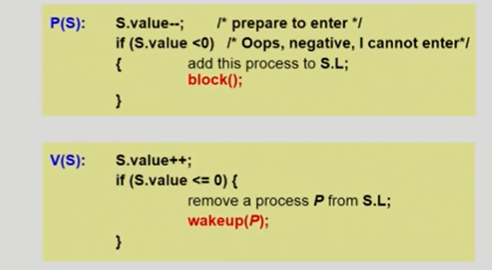 P(S): S.value--; /* prepare to enter */
if (S.value <0) /* Oops, negative, I cannot enter*/
{ add this process to S.L;
block();
}
V(S): S.value++;
if (S.value <= 0) {
remove a process P from S.L;
wakeup(P);
}